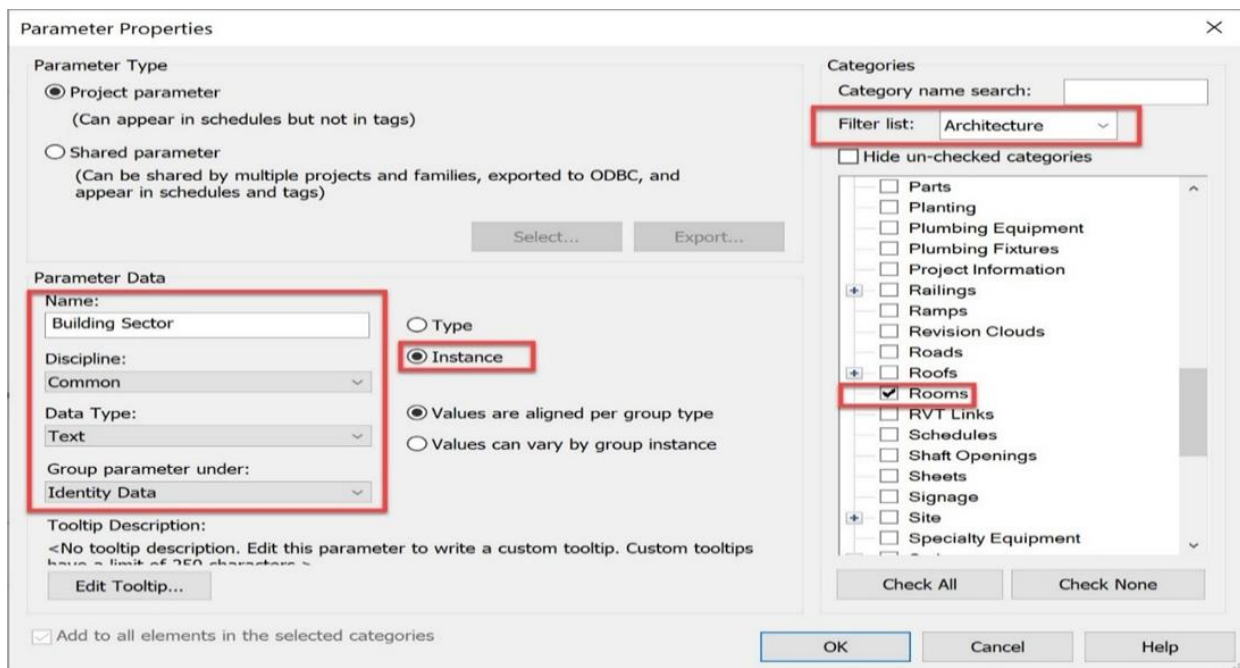 Parameter Properties
Parameter Type
Project parameter
(Can appear in schedules but not in tags)
Shared parameter
(Can be shared by multiple projects and families, exported to ODBC, and
appear in schedules and tags)
Select...
Export...
Parameter Data
Name:
Building Sector
Discipline:
Common
Data Type:
Text
Group parameter under:
Identity Data
Type
Instance
Values are aligned per group type
Values can vary by group instance
Tooltip Description:
<No tooltip description. Edit this parameter to write a custom tooltip. Custom tooltips
have a limit of 250 characters.>
Edit Tooltip...
Add to all elements in the selected categories
Categories
Category name search:
Filter list:
Architecture
Hide un-checked categories
Parts
Planting
Plumbing Equipment
Plumbing Fixtures
Project Information
Railings
Ramps
Revision Clouds
Roads
Roofs
Rooms
RVT Links
Schedules
Shaft Openings
Sheets
Signage
Site
Specialty Equipment
Check All
Check None
OK
Cancel
Help